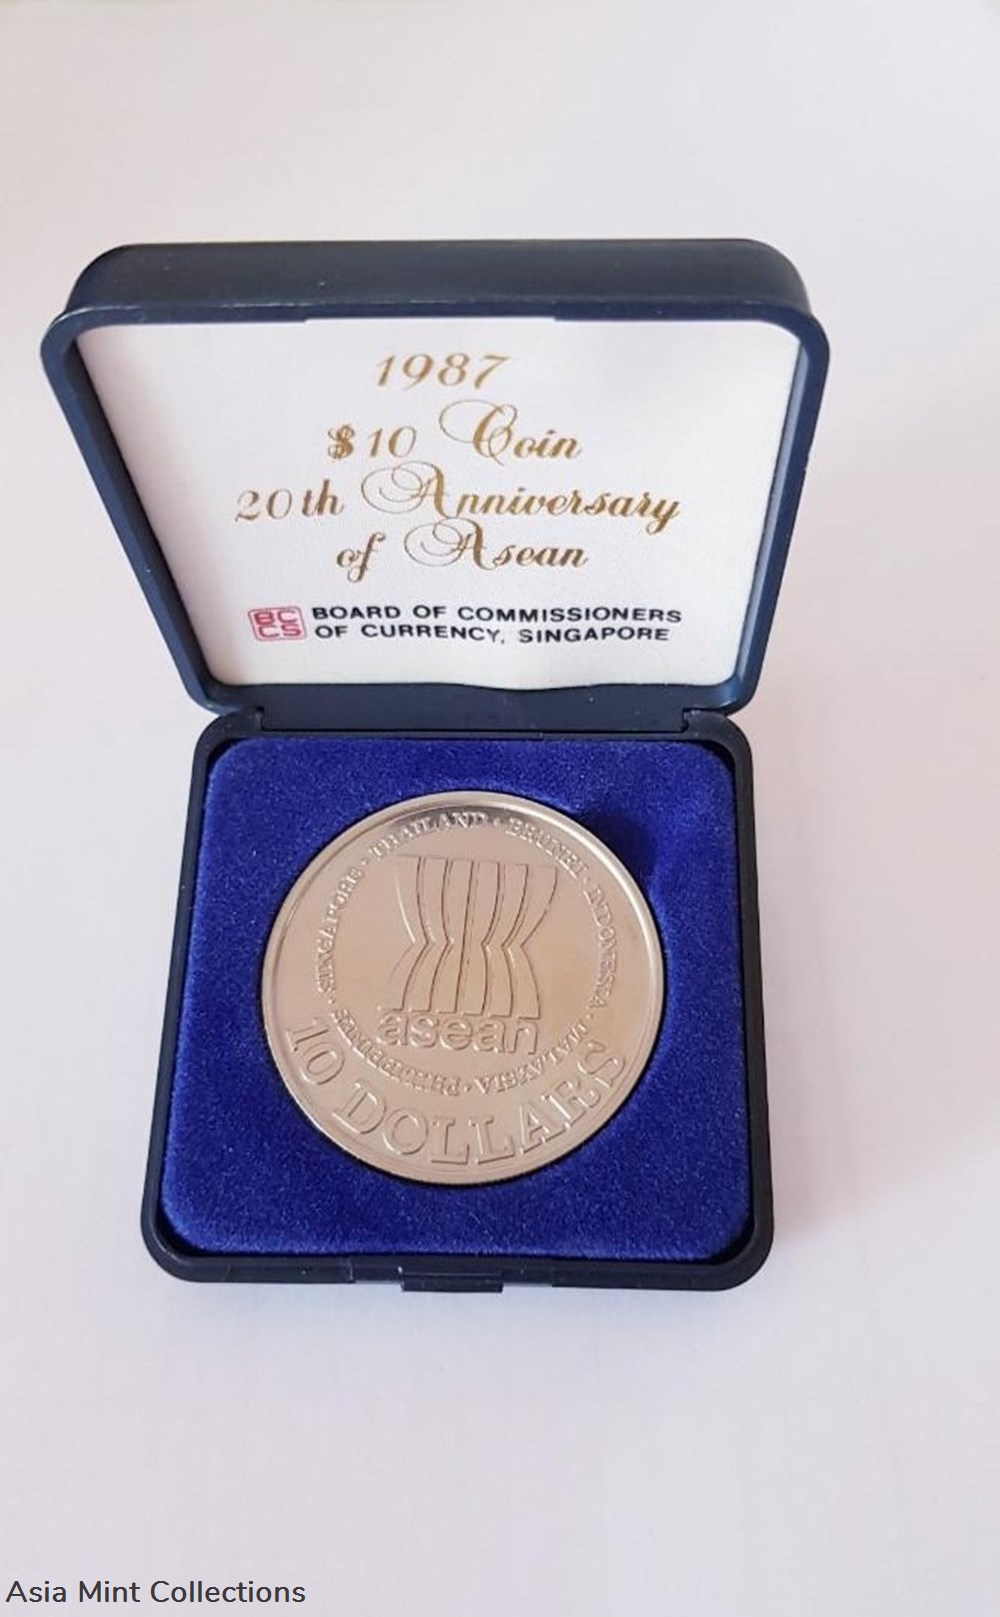 1987
$10 Coin
20th Anniversary
of Asean
BC
CS
BOARD OF COMMISSIONERS
OF CURRENCY, SINGAPORE
SINGAPORE · THAILAND · BRUNEI · INDONESIA · MALAYSIA · PHILIPPINES ·
asean
10 DOLLARS
Asia Mint Collections